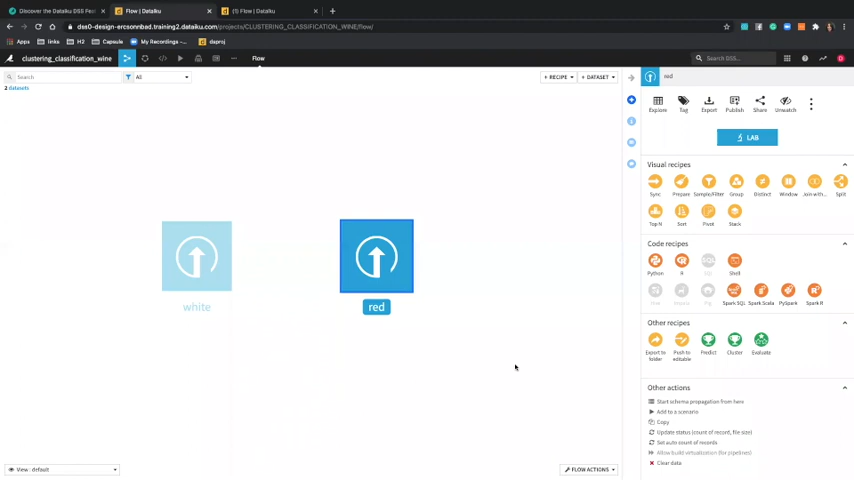 Discover the Dataiku DSS Feat
Flow | Dataiku
(1) Flow | Dataiku
des0-design-ercsonnbad.training2.dataiku.com/projects/CLUSTERING_CLASSIFICATION_WINE/flow/
Apps
links
H2
Capsule
My Recordings -...
daproj
clustering_classification_wine
Flow
Search DSS...
Search
All
+ RECIPE
+ DATASET
red
2 datasets
Explore
Tag
Export
Publish
Share
Unwatch
LAB
Visual recipes
Sync
Prepare
Sample/Filter
Group
Distinct
Window
Join with...
Split
Top N
Sort
Pivot
Stack
white
red
Code recipes
Python
R
SQL
Shell
Hive
Impala
Pig
Spark SQL
Spark Scala
PySpark
Spark R
Other recipes
Export to folder
Push to editable
Predict
Cluster
Evaluate
Other actions
Start schema propagation from here
Add to a scenario
Copy
Update status (count of record, file size)
Set auto count of records
Allow build virtualization (for pipelines)
Clear data
View : default
FLOW ACTIONS